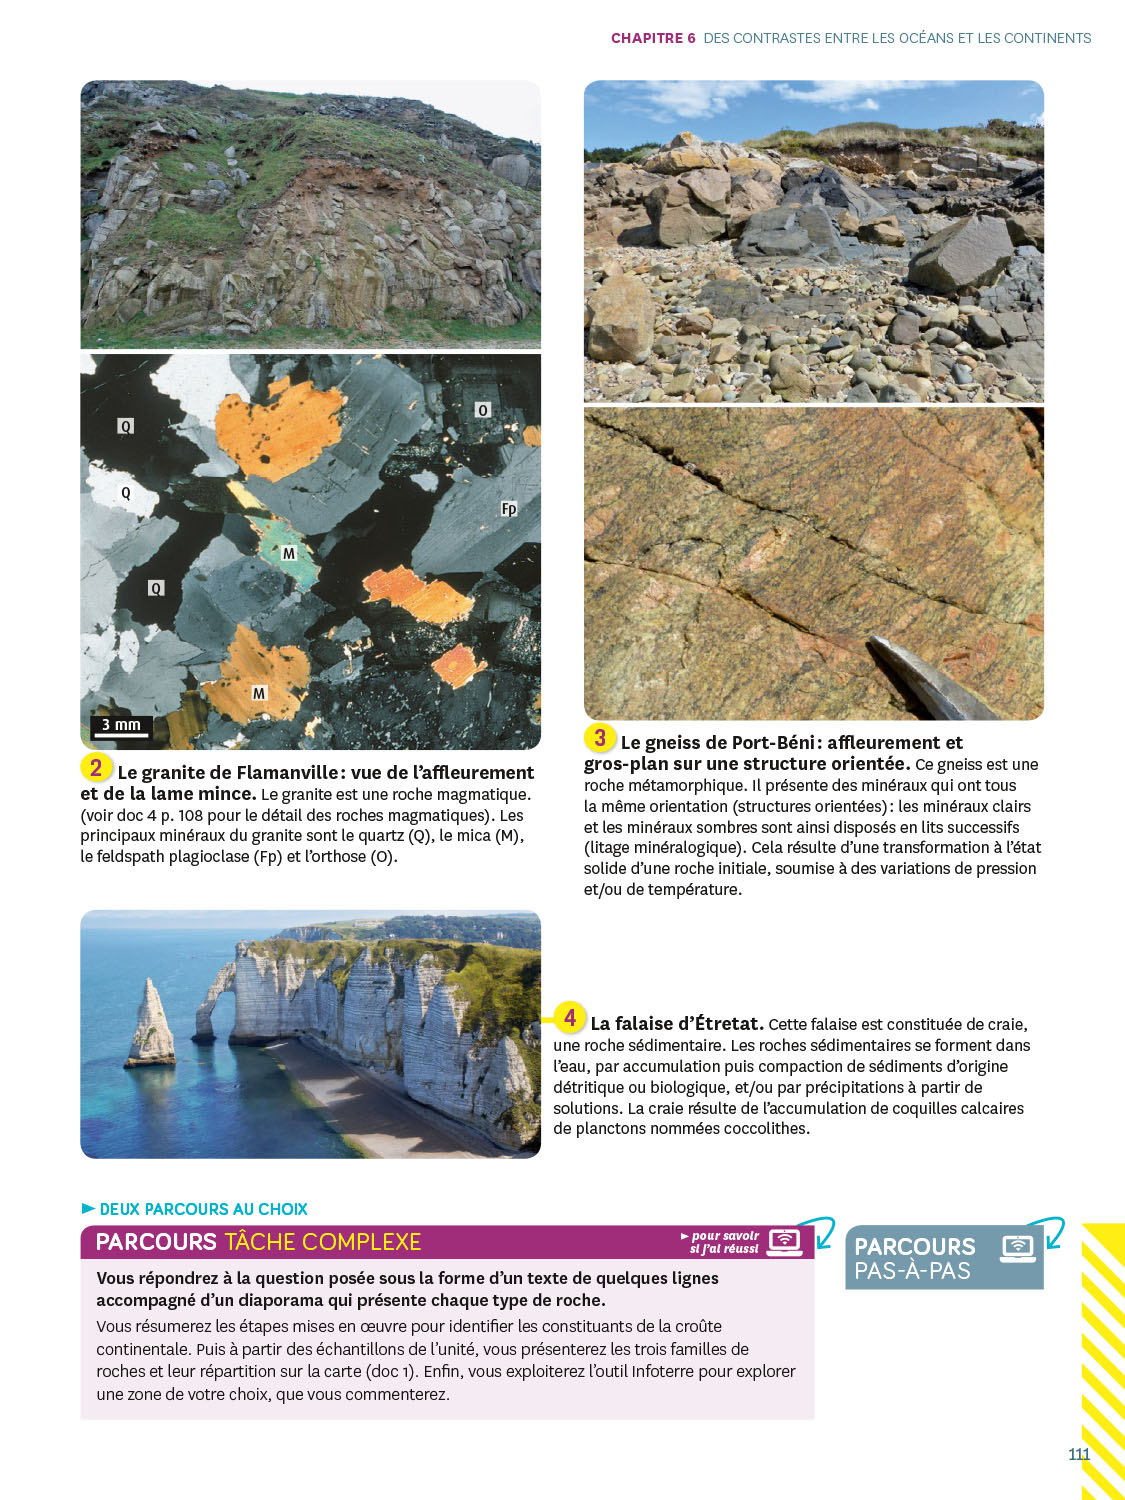 CHAPITRE 6 DES CONTRASTES ENTRE LES OCÉANS ET LES CONTINENTS
Q
O
Q
Fp
M
Q
M
3 mm
2 Le granite de Flamanville : vue de l'affleurement
et de la lame mince. Le granite est une roche magmatique.
(voir doc 4 p. 108 pour le détail des roches magmatiques). Les
principaux minéraux du granite sont le quartz (Q), le mica (M),
le feldspath plagioclase (Fp) et l'orthose (O).
3 Le gneiss de Port-Béni : affleurement et
gros-plan sur une structure orientée. Ce gneiss est une
roche métamorphique. Il présente des minéraux qui ont tous
la même orientation (structures orientées) : les minéraux clairs
et les minéraux sombres sont ainsi disposés en lits successifs
(litage minéralogique). Cela résulte d'une transformation à l'état
solide d'une roche initiale, soumise à des variations de pression
et/ou de température.
4 La falaise d'Étretat. Cette falaise est constituée de craie,
une roche sédimentaire. Les roches sédimentaires se forment dans
l'eau, par accumulation puis compaction de sédiments d'origine
détritique ou biologique, et/ou par précipitations à partir de
solutions. La craie résulte de l'accumulation de coquilles calcaires
de planctons nommées coccolithes.
► DEUX PARCOURS AU CHOIX
PARCOURS TÂCHE COMPLEXE
► pour savoir
si j'ai réussi
Vous répondrez à la question posée sous la forme d'un texte de quelques lignes
accompagné d'un diaporama qui présente chaque type de roche.
Vous résumerez les étapes mises en œuvre pour identifier les constituants de la croûte
continentale. Puis à partir des échantillons de l'unité, vous présenterez les trois familles de
roches et leur répartition sur la carte (doc 1). Enfin, vous exploiterez l'outil Infoterre pour explorer
une zone de votre choix, que vous commenterez.
PARCOURS
PAS-À-PAS
111